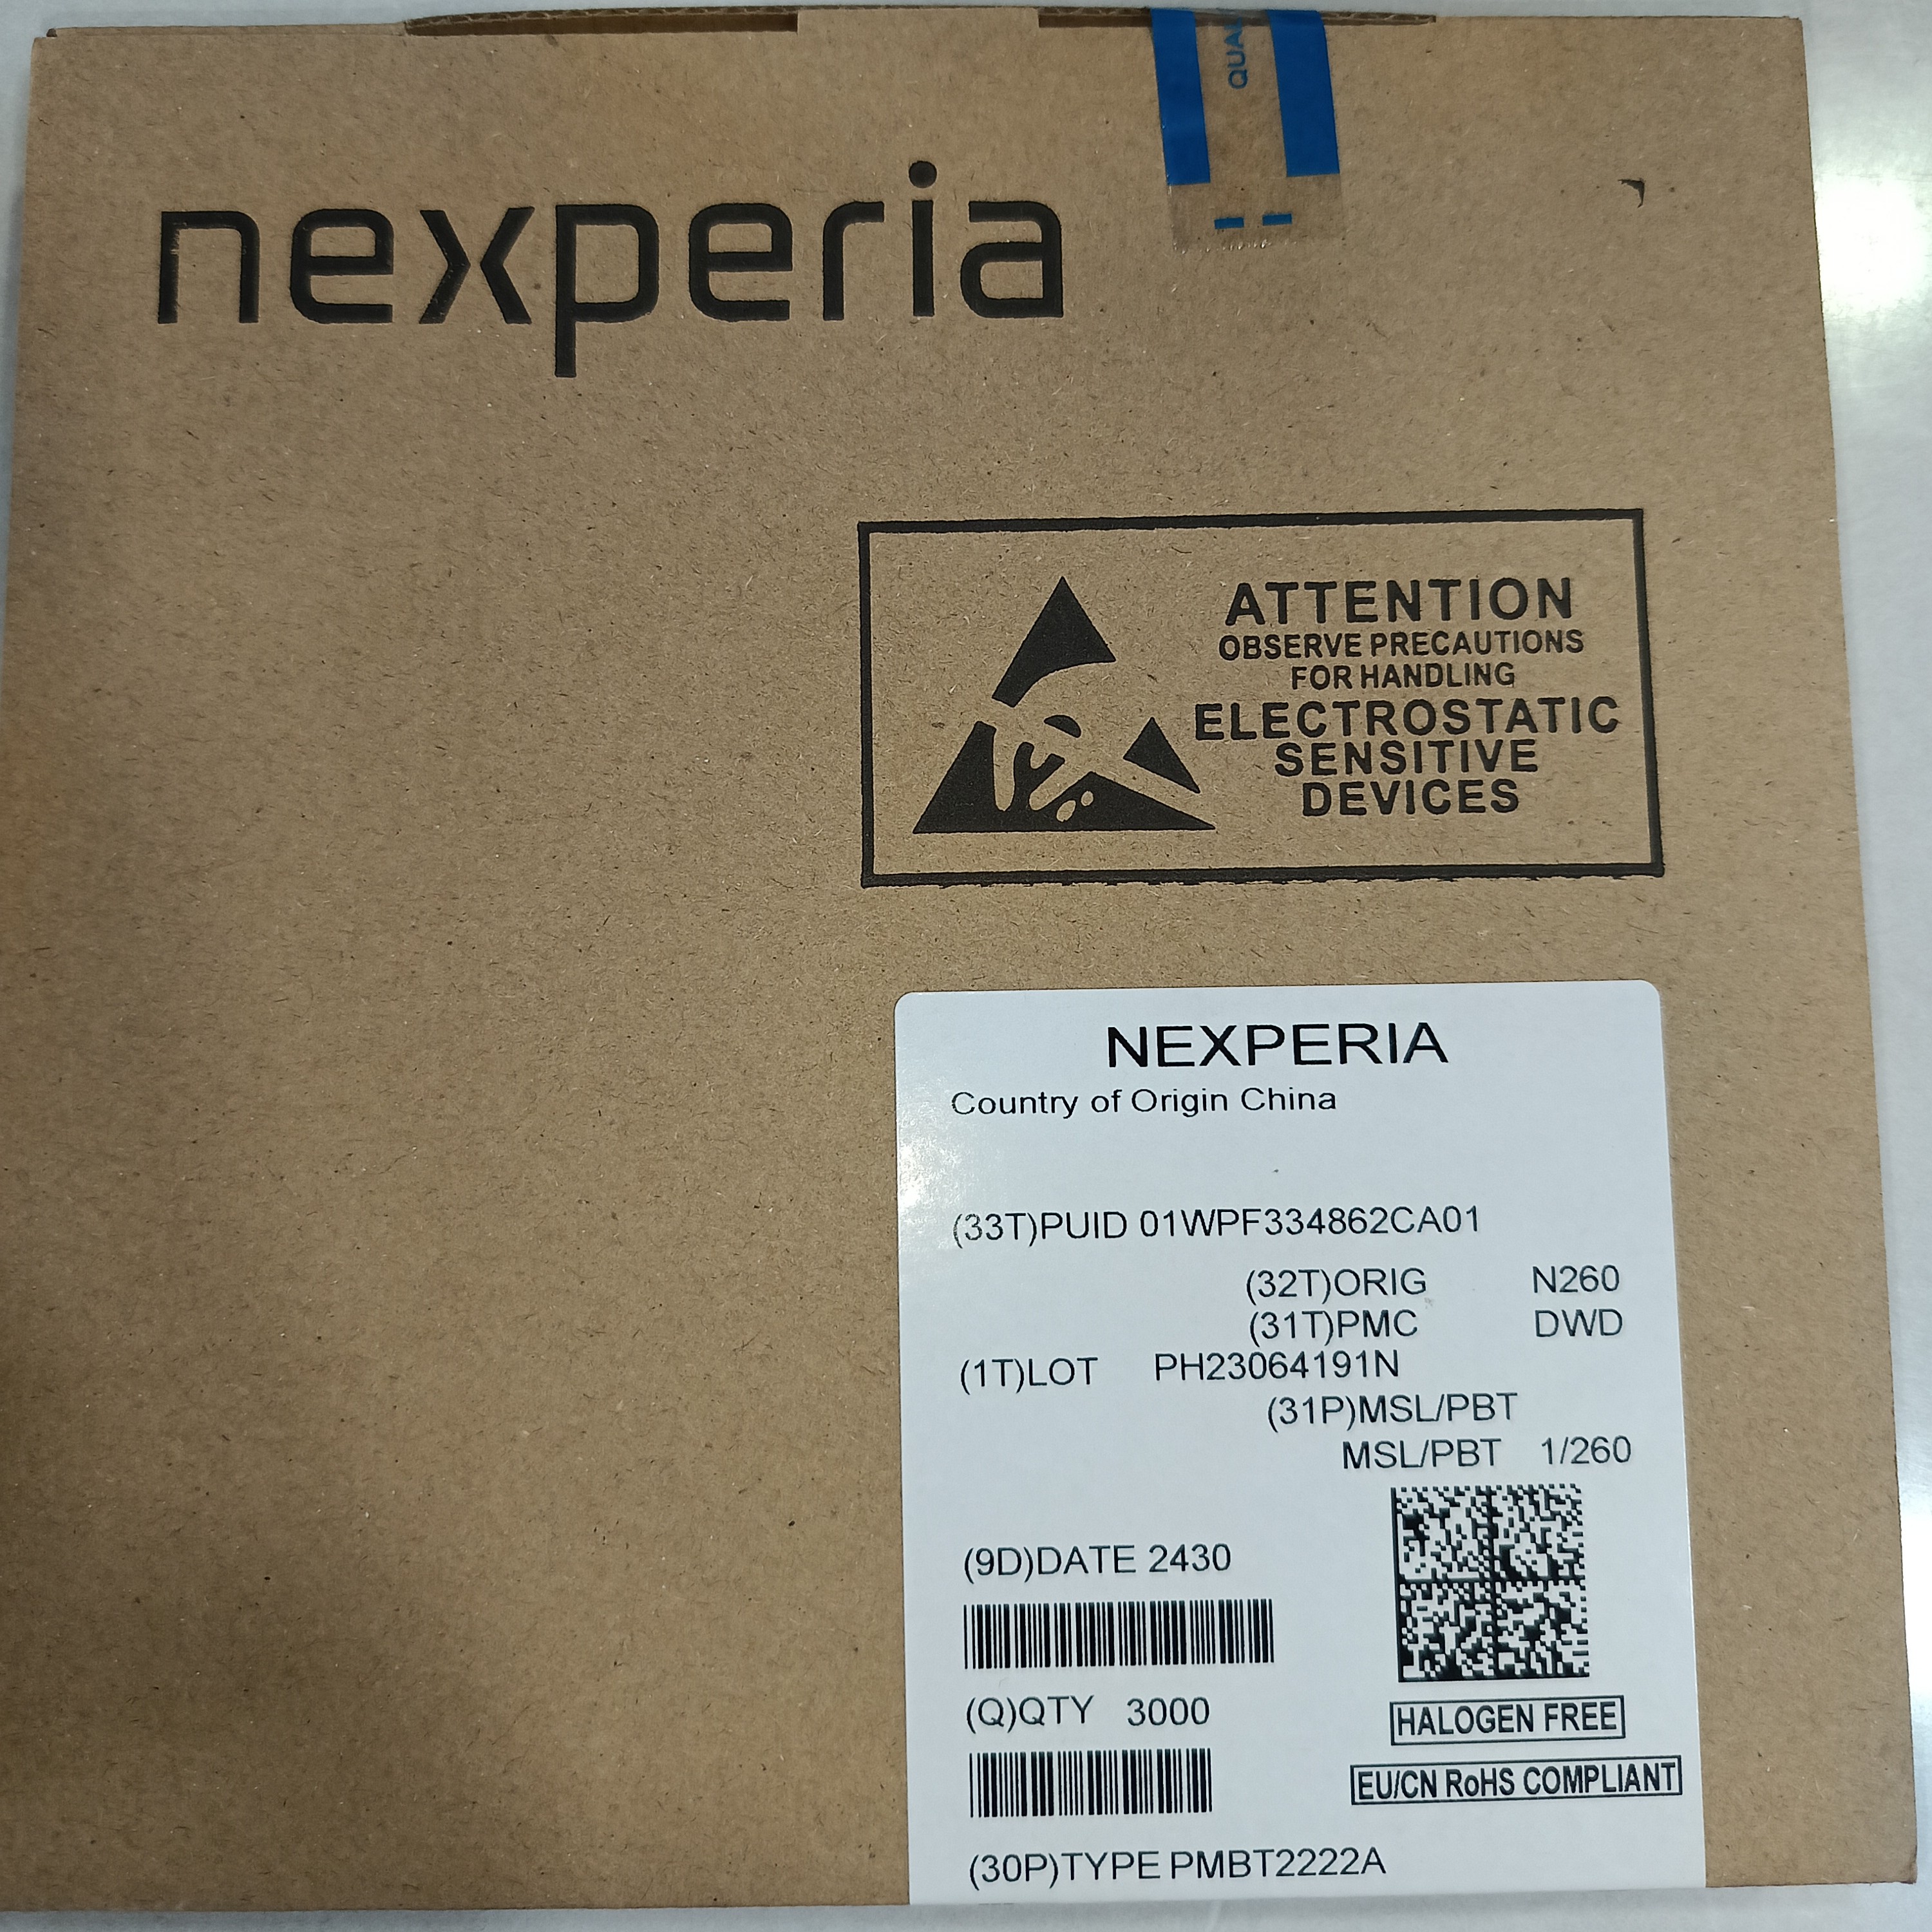 QUAL
nexperia
ATTENTION
OBSERVE PRECAUTIONS
FOR HANDLING
ELECTROSTATIC
SENSITIVE
DEVICES
NEXPERIA
Country of Origin China
(33T)PUID 01WPF334862CA01
(32T)ORIG N260
(31T)PMC DWD
(1T)LOT PH23064191N
(31P)MSL/PBT
MSL/PBT 1/260
(9D)DATE 2430
(Q)QTY 3000
HALOGEN FREE
EU/CN RoHS COMPLIANT
(30P)TYPE PMBT2222A